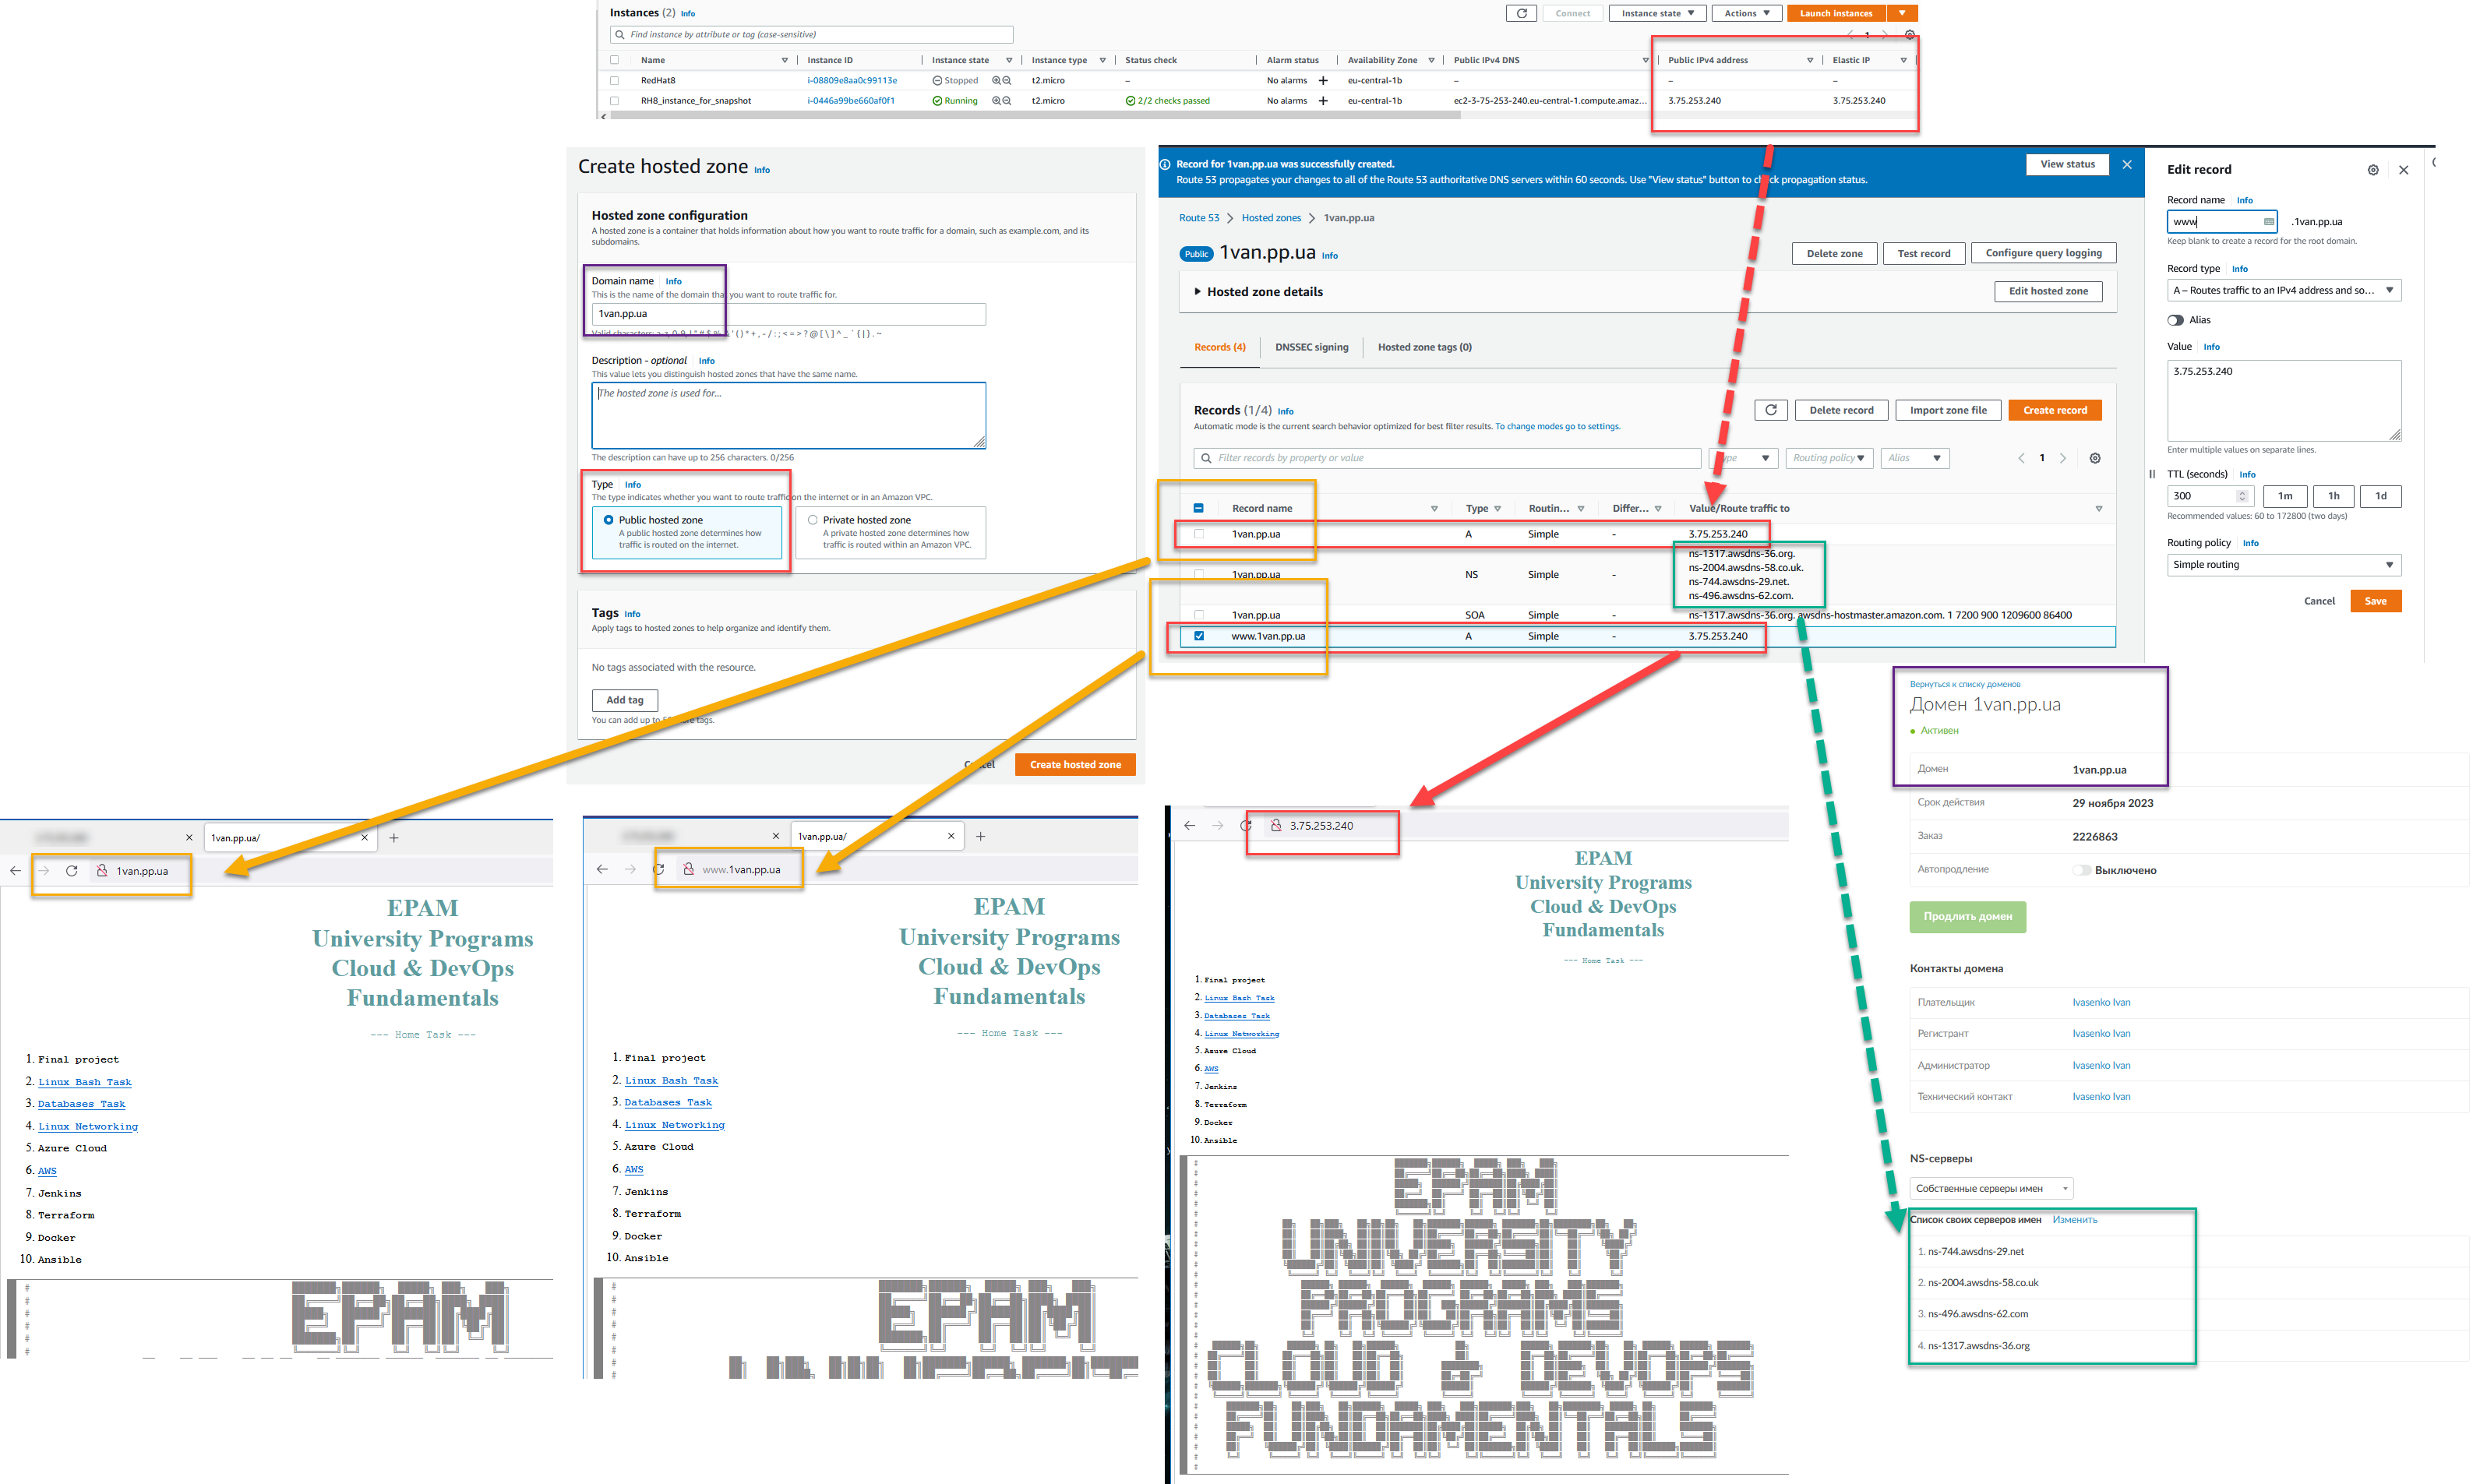 Instances (2) Info
Connect Instance state Actions Launch instances
Find instance by attribute or tag (case-sensitive)
1
Name Instance ID Instance state Instance type Status check Alarm status Availability Zone Public IPv4 DNS Public IPv4 address Elastic IP
RedHat8 i-08809e8aa0c99113e Stopped t2.micro – No alarms + eu-central-1b – – –
RH8_instance_for_snapshot i-0446a99be660af0f1 Running t2.micro 2/2 checks passed No alarms + eu-central-1b ec2-3-75-253-240.eu-central-1.compute.amaz... 3.75.253.240 3.75.253.240
Create hosted zone Info
Hosted zone configuration
A hosted zone is a container that holds information about how you want to route traffic for a domain, such as example.com, and its
subdomains.
Domain name Info
This is the name of the domain that you want to route traffic for.
1van.pp.ua
Valid characters: a-z, 0-9, ! " # $ % & ' ( ) * + , - / : ; < = > ? @ [ \ ] ^ _ ` { | } . ~
Description - optional Info
This value lets you distinguish hosted zones that have the same name.
The hosted zone is used for...
The description can have up to 256 characters. 0/256
Type Info
The type indicates whether you want to route traffic on the internet or in an Amazon VPC.
Public hosted zone
A public hosted zone determines how
traffic is routed on the internet.
Private hosted zone
A private hosted zone determines how
traffic is routed within an Amazon VPC.
Tags Info
Apply tags to hosted zones to help organize and identify them.
No tags associated with the resource.
Add tag
You can add up to tags.
Create hosted zone
Record for 1van.pp.ua was successfully created.
Route 53 propagates your changes to all of the Route 53 authoritative DNS servers within 60 seconds. Use "View status" button to check propagation status.
View status
Route 53 > Hosted zones > 1van.pp.ua
Public 1van.pp.ua Info
Delete zone Test record Configure query logging
Hosted zone details
Edit hosted zone
Records (4) DNSSEC signing Hosted zone tags (0)
Records (1/4) Info
Delete record Import zone file Create record
Automatic mode is the current search behavior optimized for best filter results. To change modes go to settings.
Filter records by property or value
Routing policy Alias 1
Record name Type Routin... Differ... Value/Route traffic to
1van.pp.ua A Simple - 3.75.253.240
1van.pp.ua NS Simple -
ns-1317.awsdns-36.org.
ns-2004.awsdns-58.co.uk.
ns-744.awsdns-29.net.
ns-496.awsdns-62.com.
1van.pp.ua SOA Simple - ns-1317.awsdns-36.org. awsdns-hostmaster.amazon.com. 1 7200 900 1209600 86400
www.1van.pp.ua A Simple - 3.75.253.240
Edit record
Record name Info
www .1van.pp.ua
Keep blank to create a record for the root domain.
Record type Info
A – Routes traffic to an IPv4 address and so...
Alias
Value Info
3.75.253.240
Enter multiple values on separate lines.
TTL (seconds) Info
300 1m 1h 1d
Recommended values: 60 to 172800 (two days)
Routing policy Info
Simple routing
Cancel Save
Вернуться к списку доменов
Домен 1van.pp.ua
Активен
Домен 1van.pp.ua
Срок действия 29 ноября 2023
Заказ 2226863
Автопродление Выключено
Продлить домен
Контакты домена
Плательщик Ivasenko Ivan
Регистрант Ivasenko Ivan
Администратор Ivasenko Ivan
Технический контакт Ivasenko Ivan
NS-серверы
Собственные серверы имен
Список своих серверов имен Изменить
1. ns-744.awsdns-29.net
2. ns-2004.awsdns-58.co.uk
3. ns-496.awsdns-62.com
4. ns-1317.awsdns-36.org
1van.pp.ua/
1van.pp.ua
EPAM
University Programs
Cloud & DevOps
Fundamentals
--- Home Task ---
1. Final project
2. Linux Bash Task
3. Databases Task
4. Linux Networking
5. Azure Cloud
6. AWS
7. Jenkins
8. Terraform
9. Docker
10. Ansible
EPAM
1van.pp.ua/
www.1van.pp.ua
EPAM
University Programs
Cloud & DevOps
Fundamentals
--- Home Task ---
1. Final project
2. Linux Bash Task
3. Databases Task
4. Linux Networking
5. Azure Cloud
6. AWS
7. Jenkins
8. Terraform
9. Docker
10. Ansible
EPAM
3.75.253.240
EPAM
University Programs
Cloud & DevOps
Fundamentals
--- Home Task ---
1. Final project
2. Linux Bash Task
3. Databases Task
4. Linux Networking
5. Azure Cloud
6. AWS
7. Jenkins
8. Terraform
9. Docker
10. Ansible
EPAM
UNIVERSITY
PROGRAMS
CLOUD & DEVOPS
FUNDAMENTALS